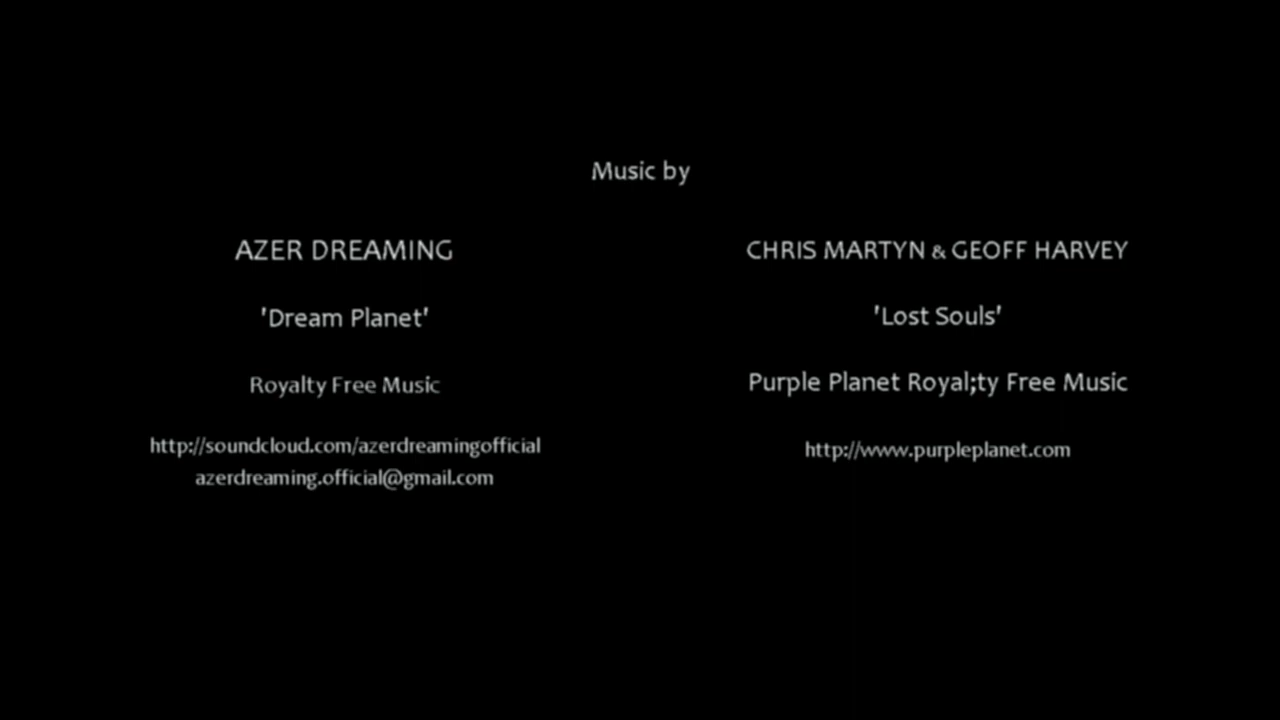 Music by
AZER DREAMING
'Dream Planet'
Royalty Free Music
http://soundcloud.com/azerdreamingofficial
azerdreaming.official@gmail.com
CHRIS MARTYN & GEOFF HARVEY
'Lost Souls'
Purple Planet Royal;ty Free Music
http://www.purpleplanet.com